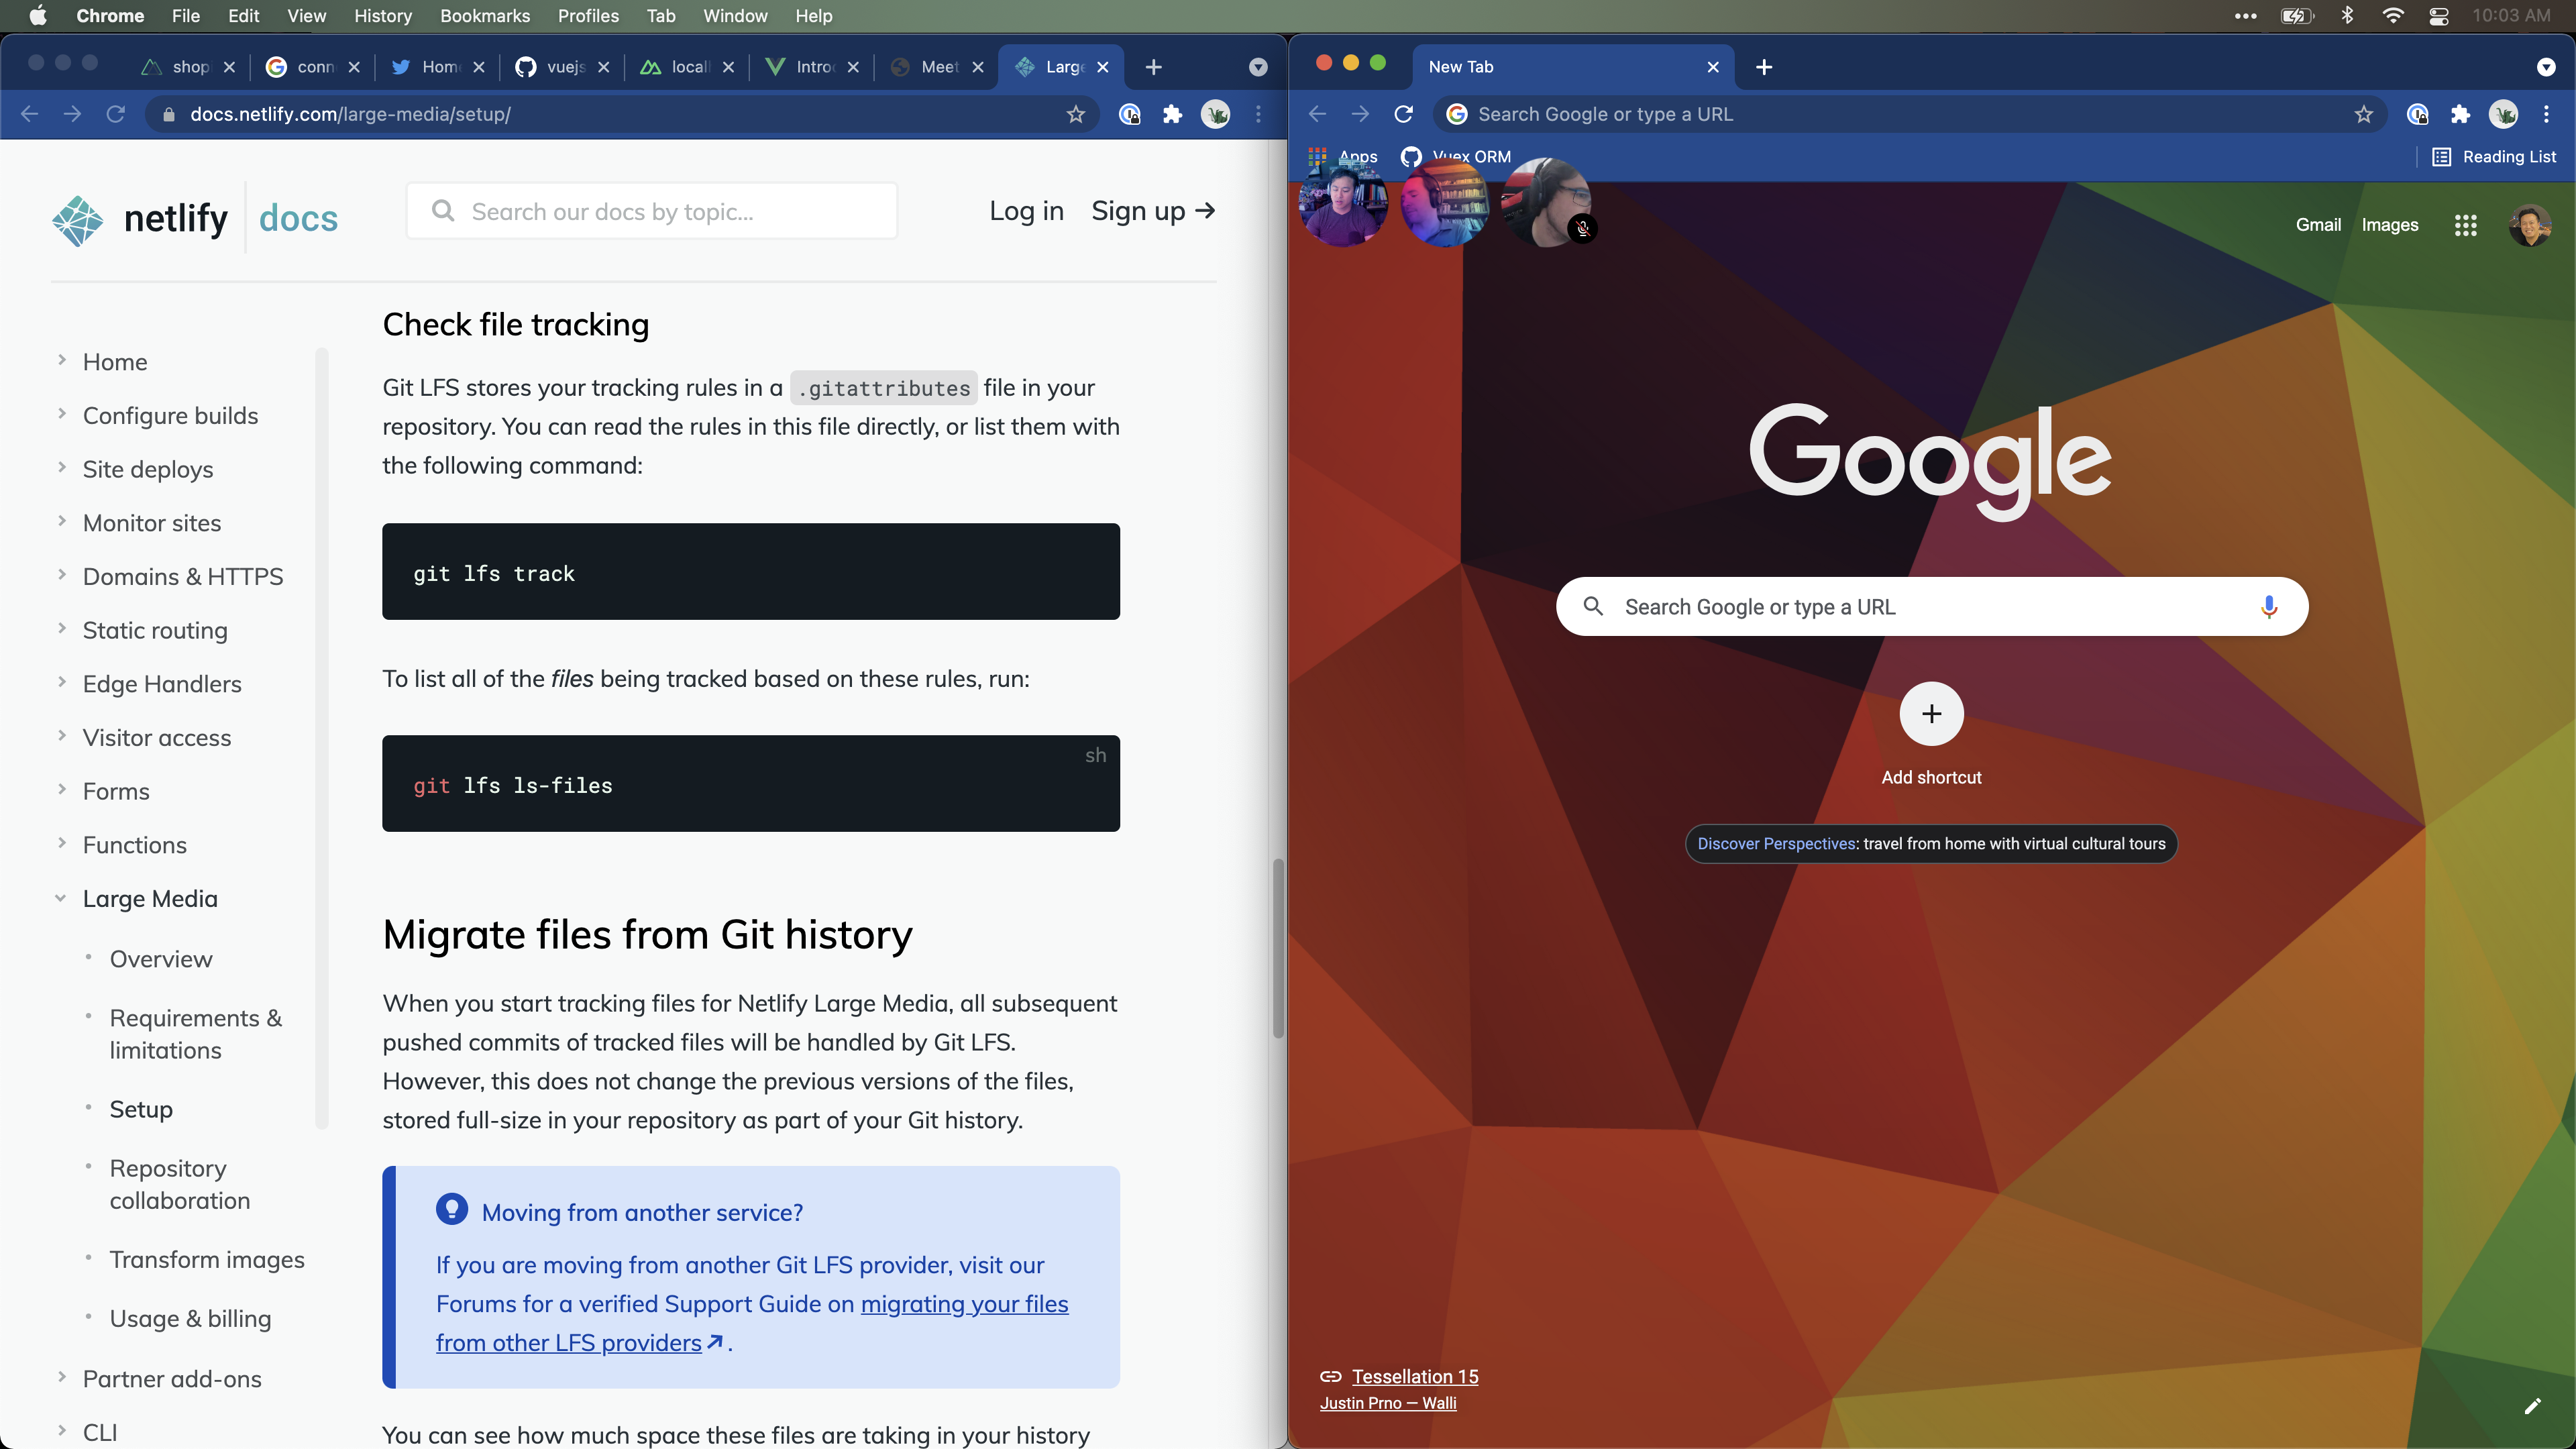 Chrome File Edit View History Bookmarks Profiles Tab Window Help
10:03 AM
shop
conn
Hom
vuejs
locall
Introd
Meet
Large
docs.netlify.com/large-media/setup/
netlify docs
Search our docs by topic...
Log in
Sign up →
Home
Configure builds
Site deploys
Monitor sites
Domains & HTTPS
Static routing
Edge Handlers
Visitor access
Forms
Functions
Large Media
Overview
Requirements &
limitations
Setup
Repository
collaboration
Transform images
Usage & billing
Partner add-ons
CLI
Check file tracking
Git LFS stores your tracking rules in a .gitattributes file in your
repository. You can read the rules in this file directly, or list them with
the following command:
git lfs track
To list all of the files being tracked based on these rules, run:
sh
git lfs ls-files
Migrate files from Git history
When you start tracking files for Netlify Large Media, all subsequent
pushed commits of tracked files will be handled by Git LFS.
However, this does not change the previous versions of the files,
stored full-size in your repository as part of your Git history.
Moving from another service?
If you are moving from another Git LFS provider, visit our
Forums for a verified Support Guide on migrating your files
from other LFS providers.
You can see how much space these files are taking in your history
New Tab
Search Google or type a URL
Apps
Vuex ORM
Reading List
Gmail Images
Google
Search Google or type a URL
Add shortcut
Discover Perspectives: travel from home with virtual cultural tours
Tessellation 15
Justin Prno — Walli